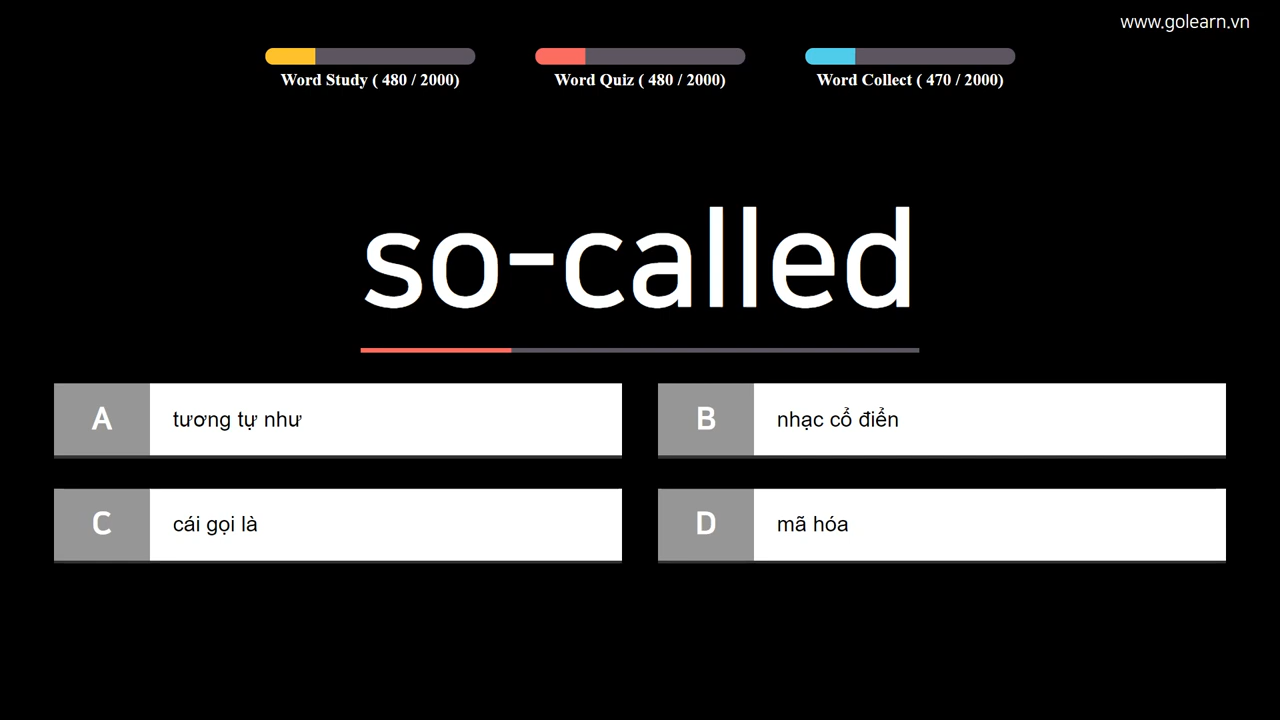 www.golearn.vn
Word Study ( 480 / 2000)
Word Quiz ( 480 / 2000)
Word Collect ( 470 / 2000)
so-called
A tương tự như
B nhạc cổ điển
C cái gọi là
D mã hóa